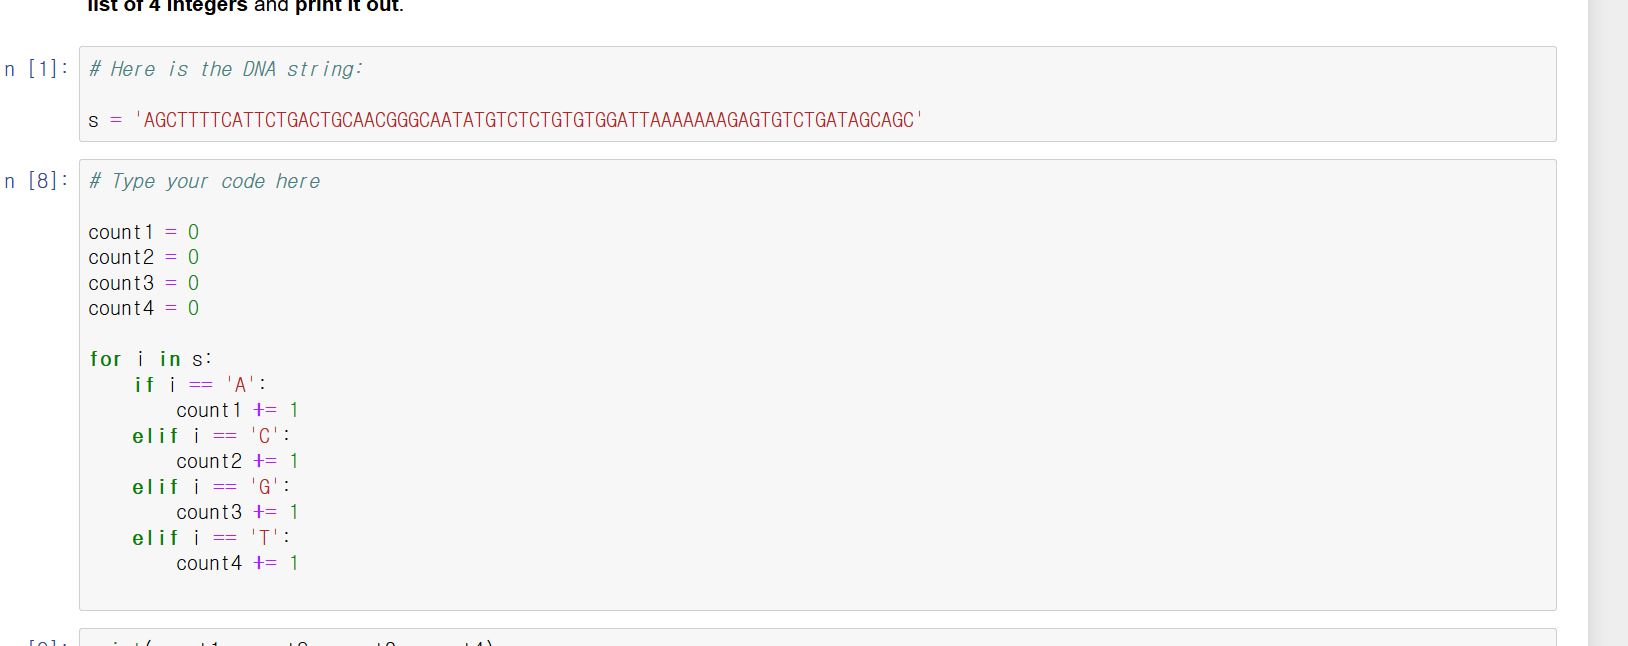 list of 4 integers and print it out.
n [1]: # Here is the DNA string:
s = 'AGCTTTTCATTCTGACTGCAACGGGCAATATGTCTCTGTGTGGATTAAAAAAAGAGTGTCTGATAGCAGC'
n [8]: # Type your code here
count1 = 0
count2 = 0
count3 = 0
count4 = 0
for i in s:
if i == 'A':
count1 += 1
elif i == 'C':
count2 += 1
elif i == 'G':
count3 += 1
elif i == 'T':
count4 += 1